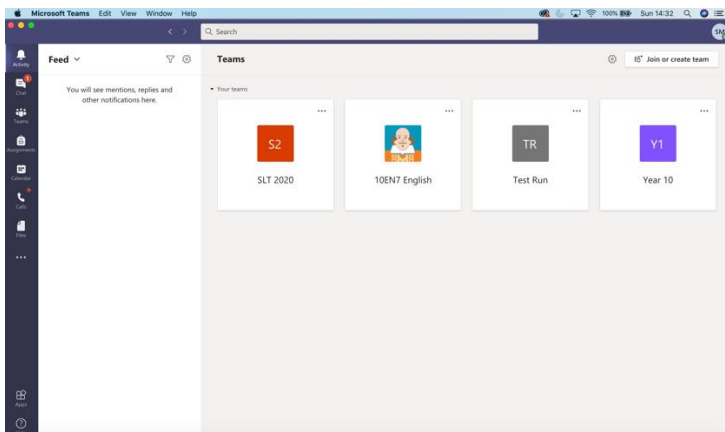 Microsoft Teams Edit View Window Help 100% Sun 14:32
Search
SM
Activity
Chat
Teams
Assignments
Calendar
Calls
Files
Apps
Feed
You will see mentions, replies and
other notifications here.
Teams
Join or create team
Your teams
S2
SLT 2020
10EN7 English
TR
Test Run
Y1
Year 10